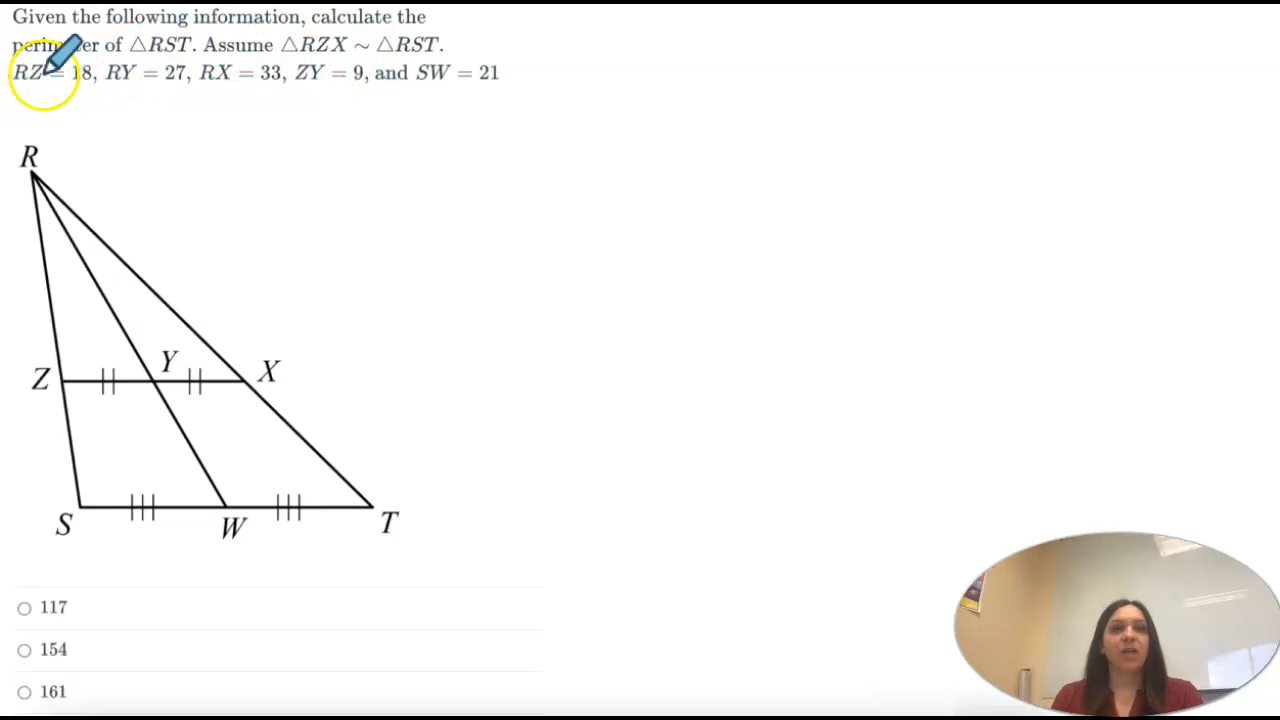 Given the following information, calculate the
perimeter of △RST. Assume △RZX ~ △RST.
RZ = 18, RY = 27, RX = 33, ZY = 9, and SW = 21
R
Y
X
Z
S
W
T
117
154
161